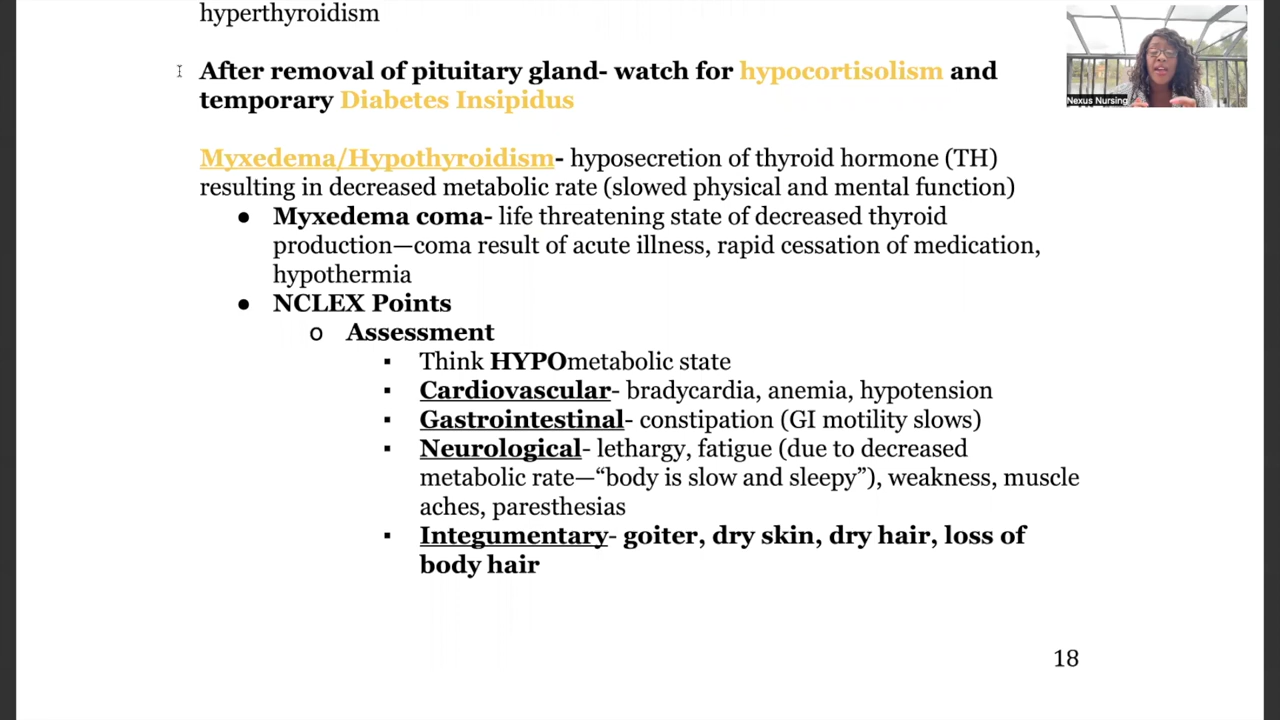 hyperthyroidism
After removal of pituitary gland- watch for hypocortisolism and
temporary Diabetes Insipidus
Myxedema/Hypothyroidism- hyposecretion of thyroid hormone (TH)
resulting in decreased metabolic rate (slowed physical and mental function)
● Myxedema coma- life threatening state of decreased thyroid
production—coma result of acute illness, rapid cessation of medication,
hypothermia
● NCLEX Points
o Assessment
▪ Think HYPOmetabolic state
▪ Cardiovascular- bradycardia, anemia, hypotension
▪ Gastrointestinal- constipation (GI motility slows)
▪ Neurological- lethargy, fatigue (due to decreased
metabolic rate—“body is slow and sleepy”), weakness, muscle
aches, paresthesias
▪ Integumentary- goiter, dry skin, dry hair, loss of
body hair
18
Nexus Nursing